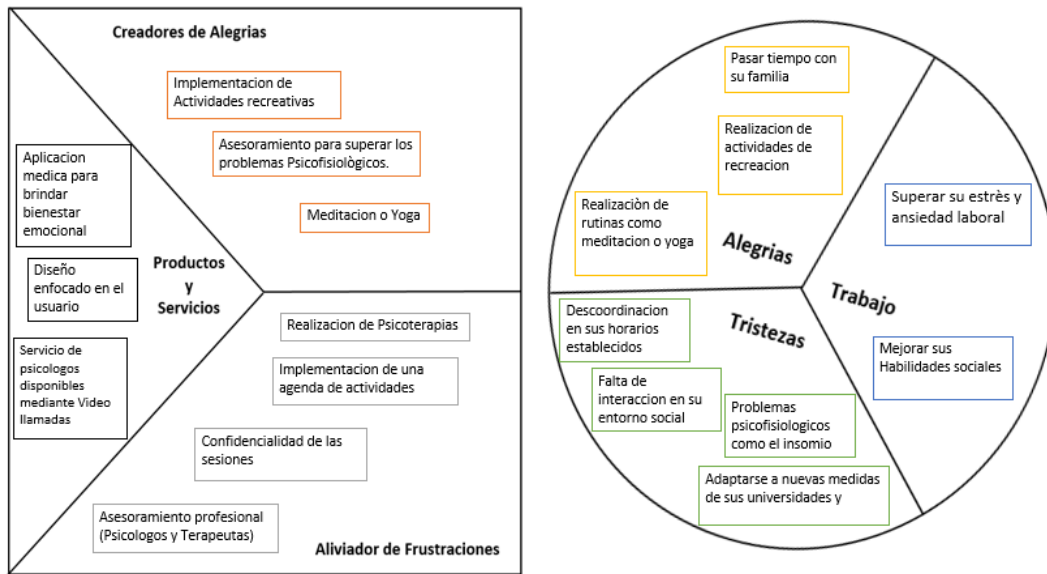 Creadores de Alegrias
Implementacion de
Actividades recreativas
Asesoramiento para superar los
problemas Psicofisiològicos.
Meditacion o Yoga
Aplicacion
medica para
brindar
bienestar
emocional
Diseño
enfocado en el
usuario
Servicio de
psicologos
disponibles
mediante Video
llamadas
Productos
y
Servicios
Realizacion de Psicoterapias
Implementacion de una
agenda de actividades
Confidencialidad de las
sesiones
Asesoramiento profesional
(Psicologos y Terapeutas)
Aliviador de Frustraciones
Pasar tiempo con
su familia
Realizacion de
actividades de
recreacion
Realizaciòn de
rutinas como
meditacion o yoga
Alegrias
Superar su estrès y
ansiedad laboral
Trabajo
Mejorar sus
Habilidades sociales
Tristezas
Descoordinacion
en sus horarios
establecidos
Falta de
interaccion en su
entorno social
Problemas
psicofisiologicos
como el insomio
Adaptarse a nuevas medidas
de sus universidades y